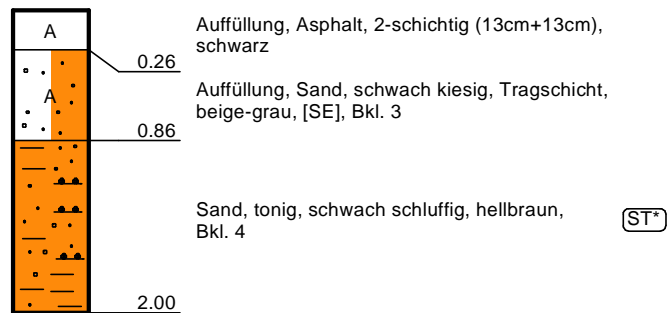 A
Auffüllung, Asphalt, 2-schichtig (13cm+13cm),
schwarz
0.26
A
Auffüllung, Sand, schwach kiesig, Tragschicht,
beige-grau, [SE], Bkl. 3
0.86
Sand, tonig, schwach schluffig, hellbraun,
Bkl. 4
ST*
2.00